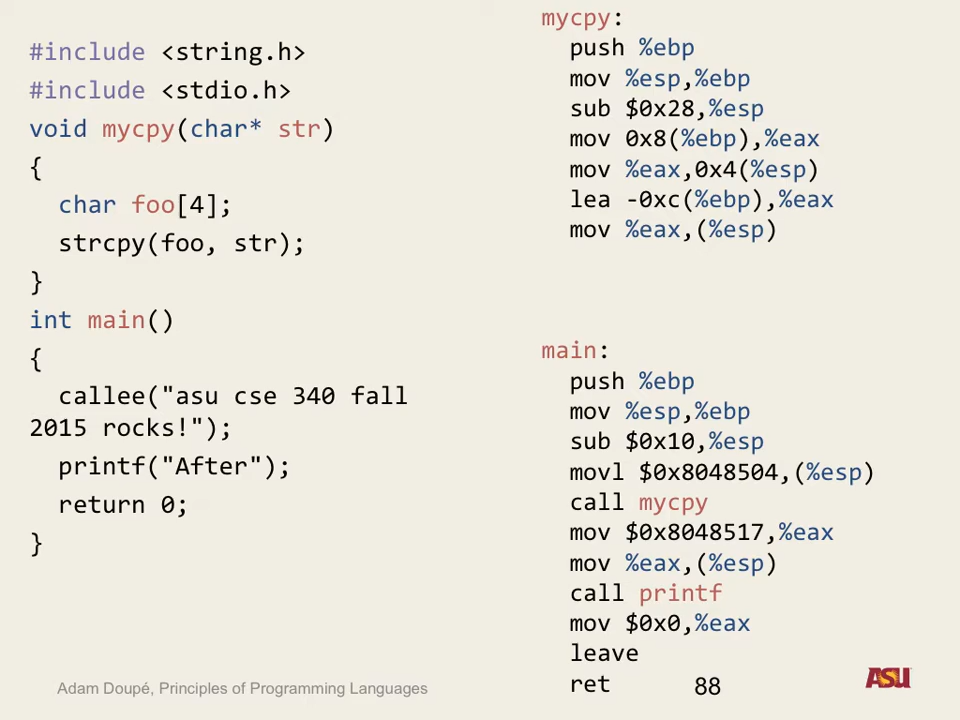 #include <string.h>
#include <stdio.h>
void mycpy(char* str)
{
  char foo[4];
  strcpy(foo, str);
}
int main()
{
  callee("asu cse 340 fall
2015 rocks!");
  printf("After");
  return 0;
}
mycpy:
  push %ebp
  mov %esp,%ebp
  sub $0x28,%esp
  mov 0x8(%ebp),%eax
  mov %eax,0x4(%esp)
  lea -0xc(%ebp),%eax
  mov %eax,(%esp)
main:
  push %ebp
  mov %esp,%ebp
  sub $0x10,%esp
  movl $0x8048504,(%esp)
  call mycpy
  mov $0x8048517,%eax
  mov %eax,(%esp)
  call printf
  mov $0x0,%eax
  leave
  ret
Adam Doupé, Principles of Programming Languages
88
ASU